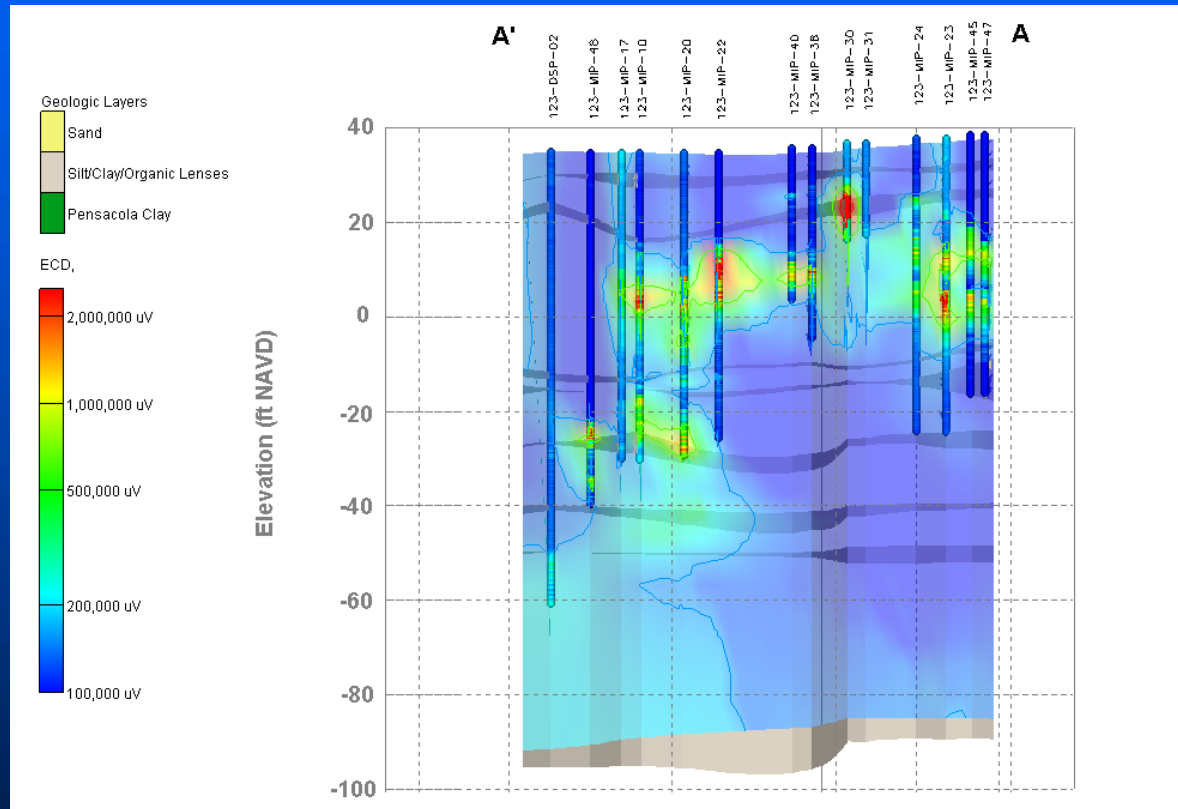 A'
A
123-DSP-02
123-MIP-48
123-MIP-17
123-MIP-10
123-MIP-20
123-MIP-22
123-MIP-40
123-MIP-38
123-MIP-30
123-MIP-31
123-MIP-24
123-MIP-23
123-MIP-45
123-MIP-47
Geologic Layers
Sand
Silt/Clay/Organic Lenses
Pensacola Clay
ECD,
2,000,000 uV
1,000,000 uV
500,000 uV
200,000 uV
100,000 uV
Elevation (ft NAVD)
40
20
0
-20
-40
-60
-80
-100